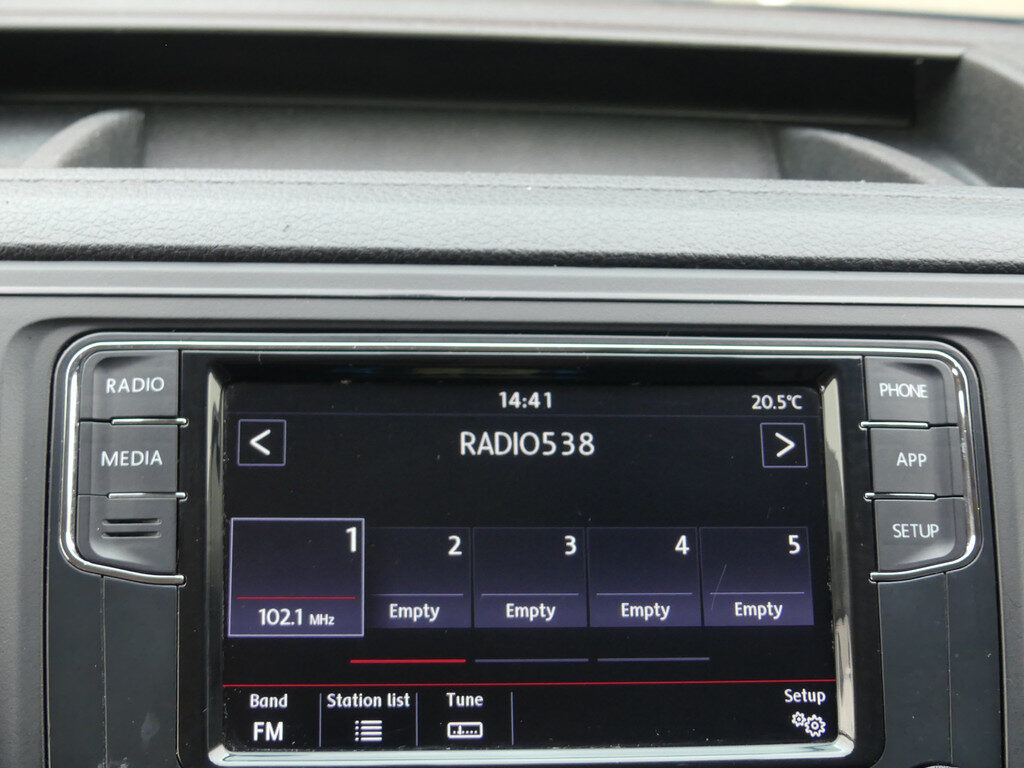 RADIO
MEDIA
14:41
20.5°C
<
RADIO538
>
1
2
3
4
5
102.1 MHz
Empty
Empty
Empty
Empty
Band
Station list
Tune
Setup
FM
PHONE
APP
SETUP